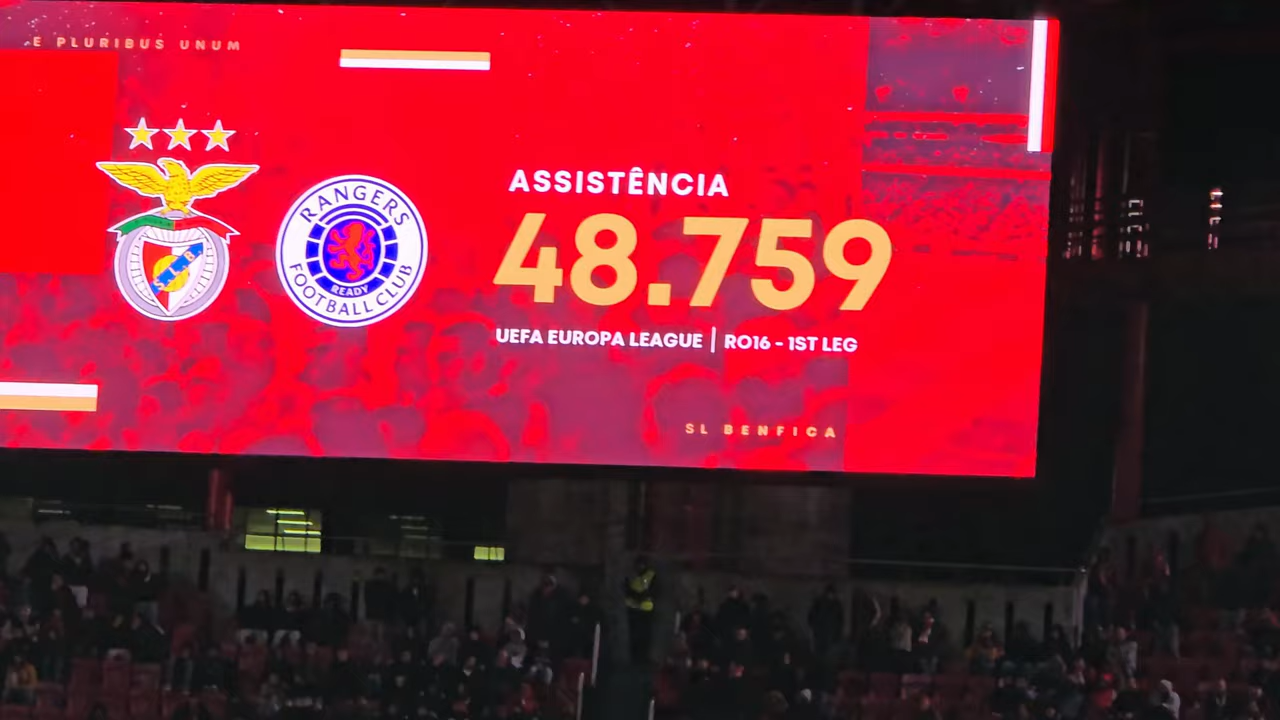 E PLURIBUS UNUM
S L B
RANGERS
READY
FOOTBALL CLUB
ASSISTÊNCIA
48.759
UEFA EUROPA LEAGUE | RO16 - 1ST LEG
SL BENFICA